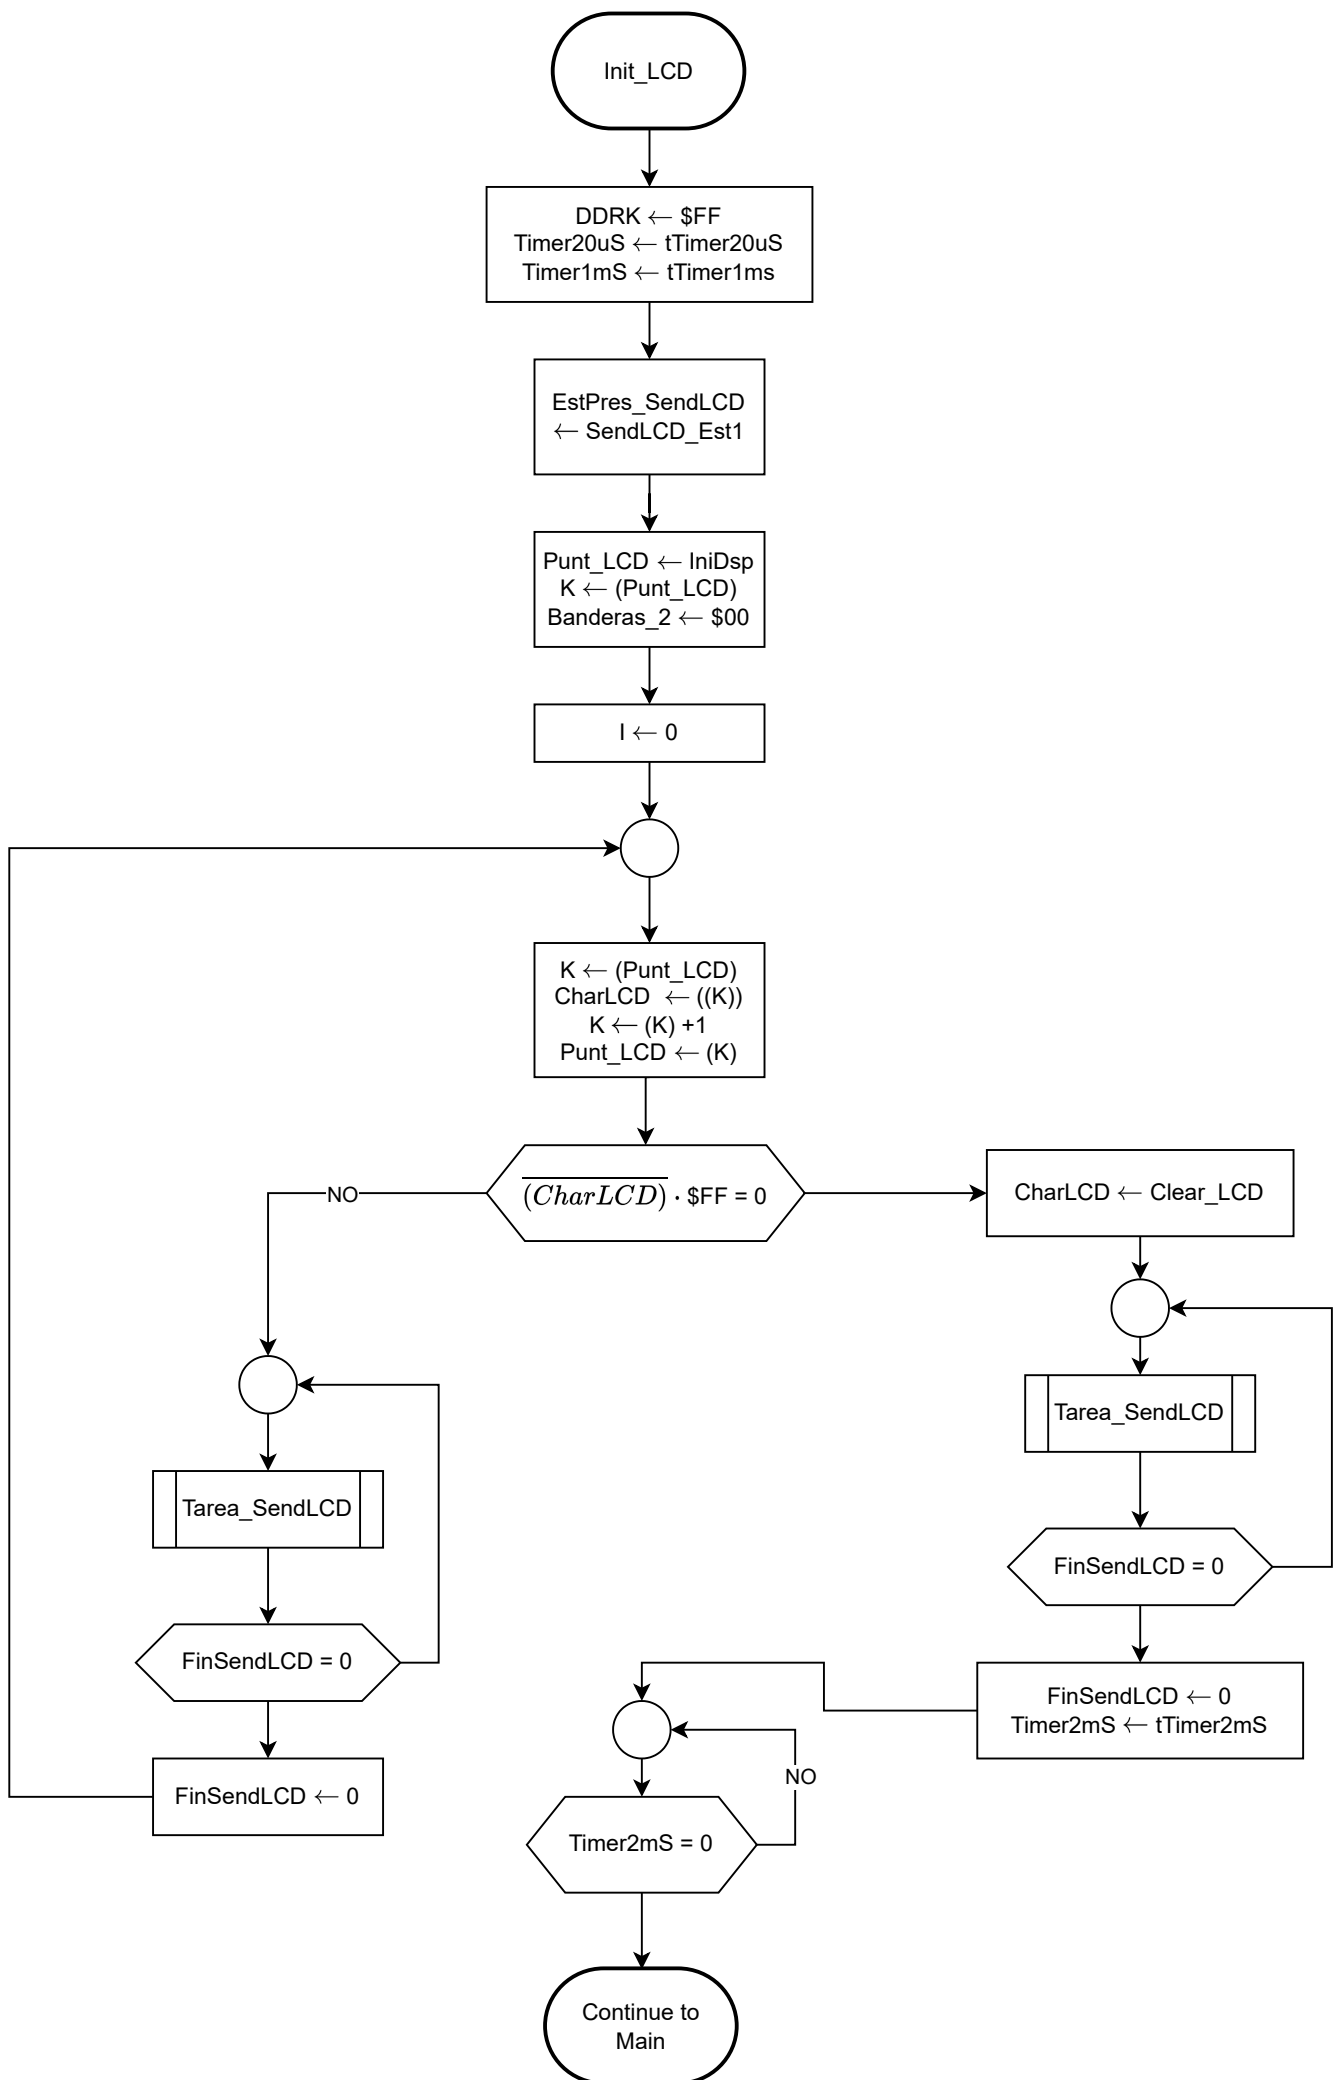 Init_LCD
DDRK ← $FF
Timer20uS ← tTimer20uS
Timer1mS ← tTimer1ms
EstPres_SendLCD
← SendLCD_Est1
Punt_LCD ← IniDsp
K ← (Punt_LCD)
Banderas_2 ← $00
I ← 0
K ← (Punt_LCD)
CharLCD ← ((K))
K ← (K) +1
Punt_LCD ← (K)
NO
$\overline{(CharLCD)}$ · $FF = 0
CharLCD ← Clear_LCD
Tarea_SendLCD
Tarea_SendLCD
FinSendLCD = 0
FinSendLCD = 0
FinSendLCD ← 0
Timer2mS ← tTimer2mS
NO
FinSendLCD ← 0
Timer2mS = 0
Continue to
Main